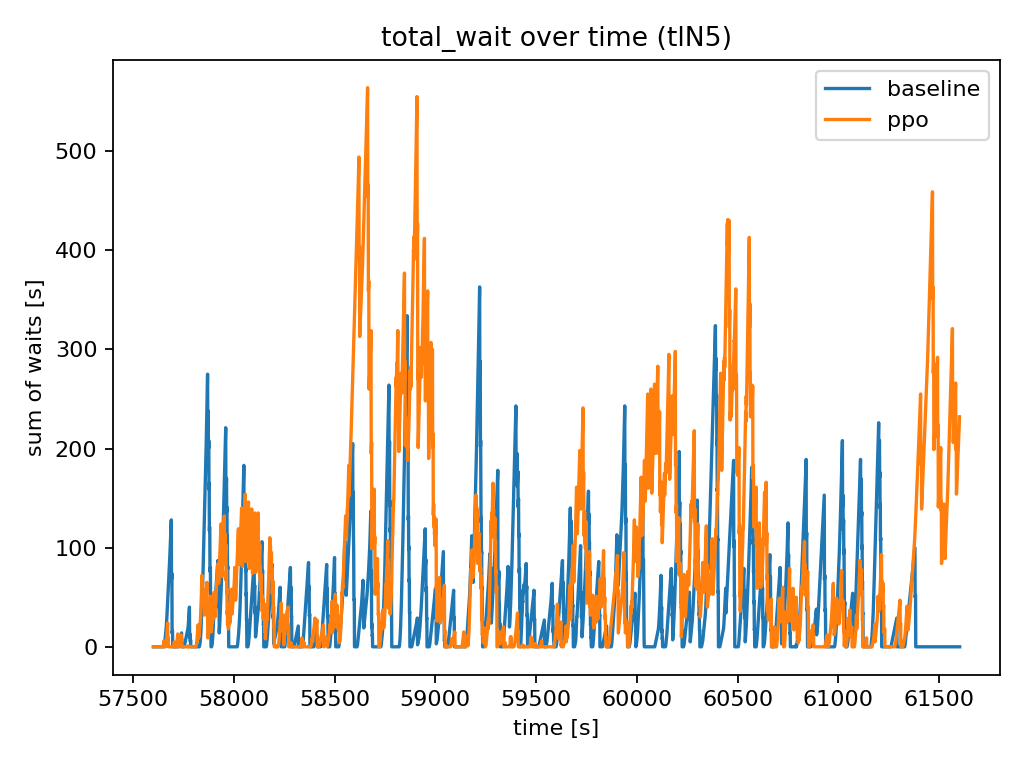 total_wait over time (tlN5)
baseline
ppo
sum of waits [s]
500
400
300
200
100
0
57500 58000 58500 59000 59500 60000 60500 61000 61500
time [s]